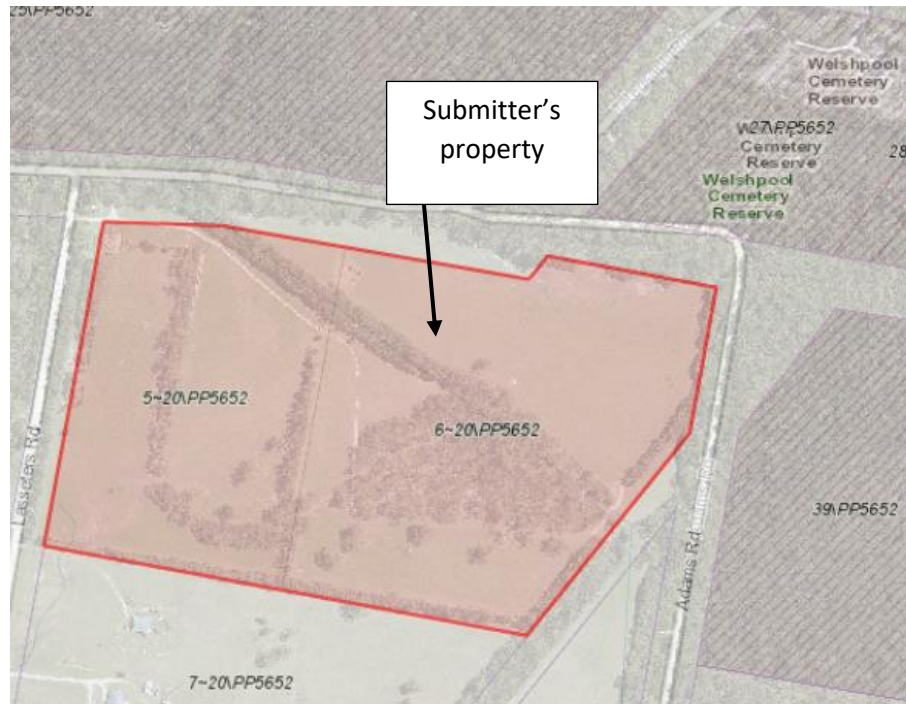 25\PP5652
Submitter's
property
Welshpool
Cemetery
Reserve
27\PP5652
Cemetery
Reserve
28
Welshpool
Cemetery
Reserve
5~20\PP5652
6~20\PP5652
Lasseters Rd
Adams Rd
39\PP5652
7~20\PP5652